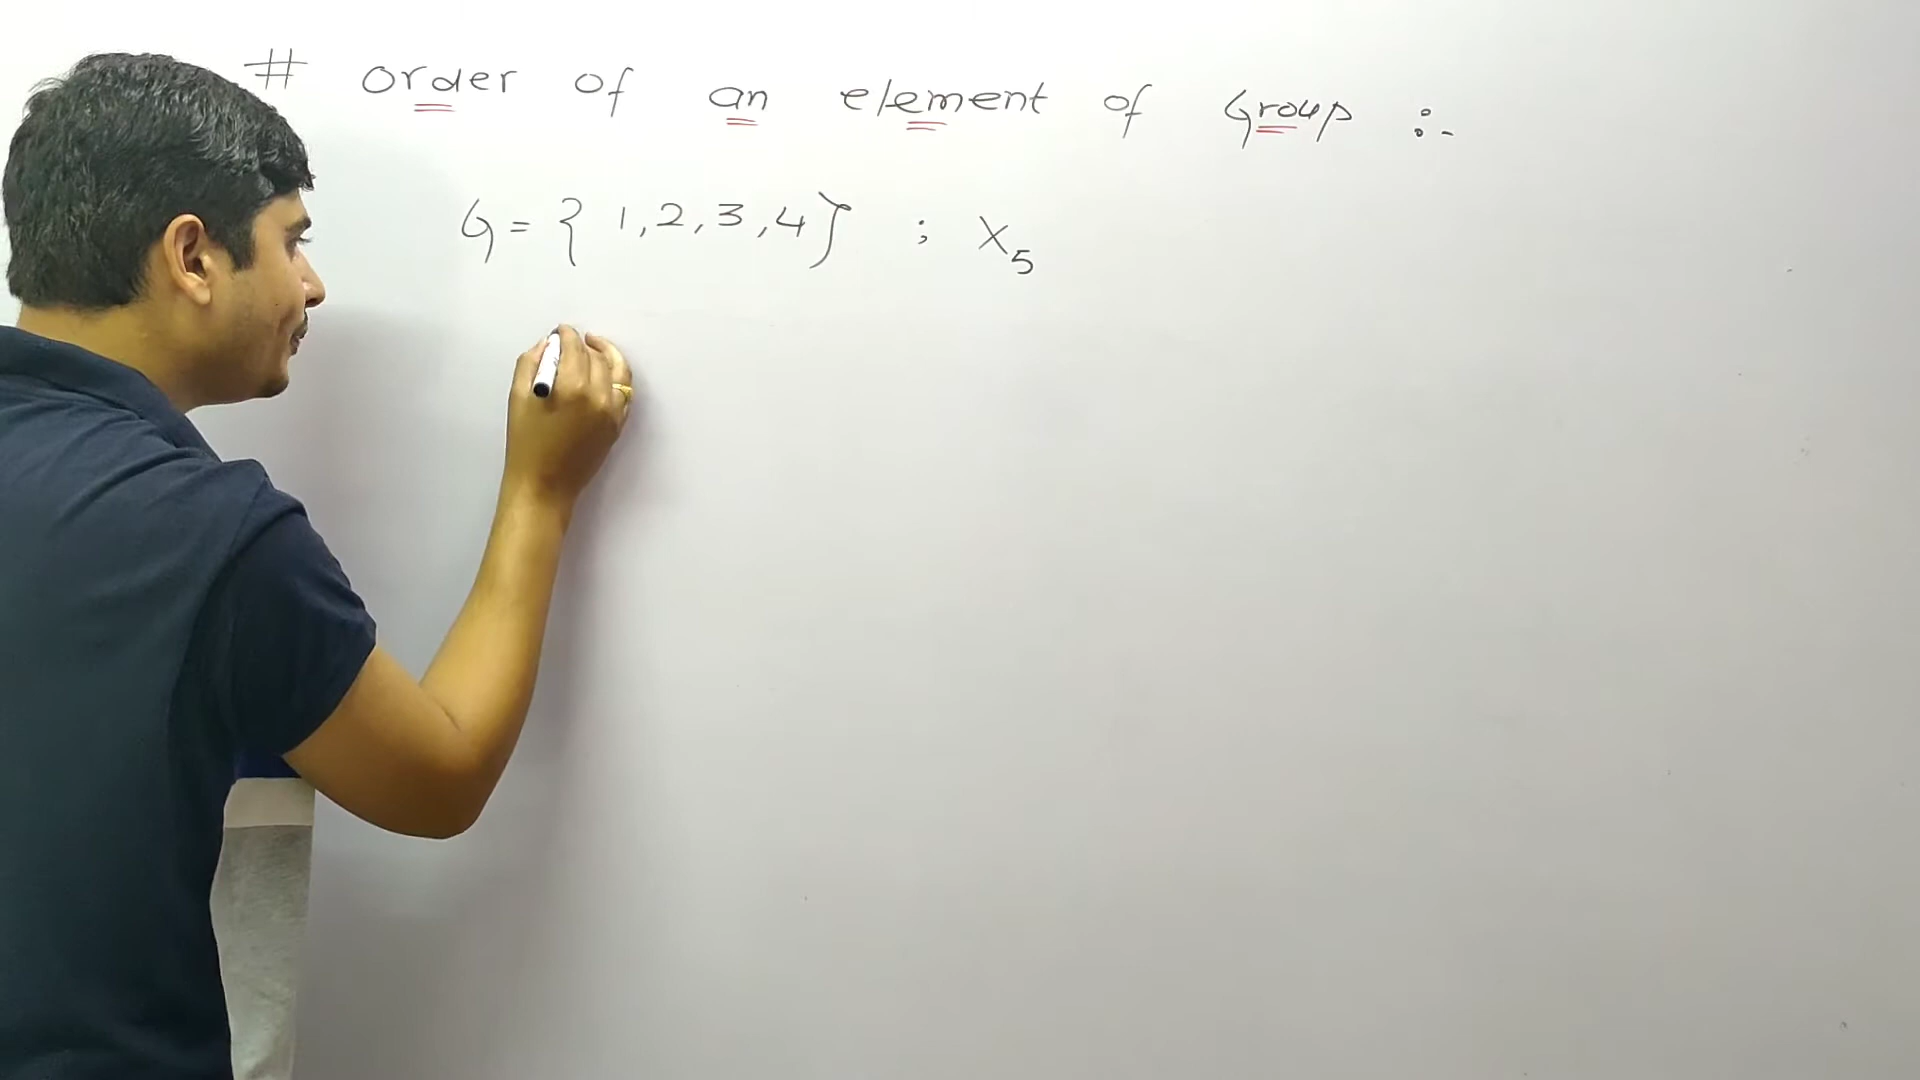 # order of an element of Group :-
G = { 1, 2, 3, 4 } ; X₅